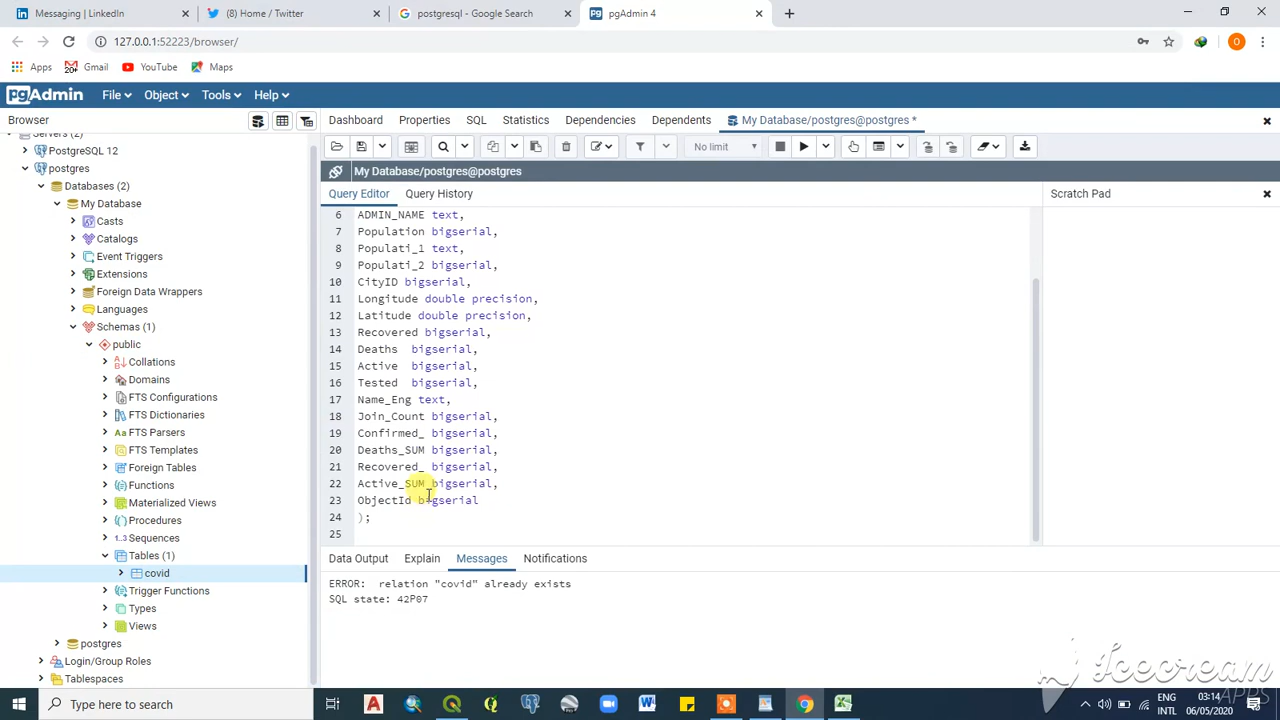 Messaging | LinkedIn
(8) Home / Twitter
postgresql - Google Search
pgAdmin 4
127.0.0.1:52223/browser/
Apps
Gmail
YouTube
Maps
pgAdmin
File
Object
Tools
Help
Browser
Dashboard
Properties
SQL
Statistics
Dependencies
Dependents
My Database/postgres@postgres *
Servers (2)
PostgreSQL 12
postgres
Databases (2)
My Database
Casts
Catalogs
Event Triggers
Extensions
Foreign Data Wrappers
Languages
Schemas (1)
public
Collations
Domains
FTS Configurations
FTS Dictionaries
FTS Parsers
FTS Templates
Foreign Tables
Functions
Materialized Views
Procedures
Sequences
Tables (1)
covid
Trigger Functions
Types
Views
postgres
Login/Group Roles
Tablespaces
No limit
My Database/postgres@postgres
Query Editor
Query History
Scratch Pad
6 ADMIN_NAME text,
7 Population bigserial,
8 Populati_1 text,
9 Populati_2 bigserial,
10 CityID bigserial,
11 Longitude double precision,
12 Latitude double precision,
13 Recovered bigserial,
14 Deaths bigserial,
15 Active bigserial,
16 Tested bigserial,
17 Name_Eng text,
18 Join_Count bigserial,
19 Confirmed_ bigserial,
20 Deaths_SUM bigserial,
21 Recovered_ bigserial,
22 Active_SUM bigserial,
23 ObjectId bigserial
24 );
25
Data Output
Explain
Messages
Notifications
ERROR: relation "covid" already exists
SQL state: 42P07
Icecream
APPS
Type here to search
ENG
INTL
03:14
06/05/2020